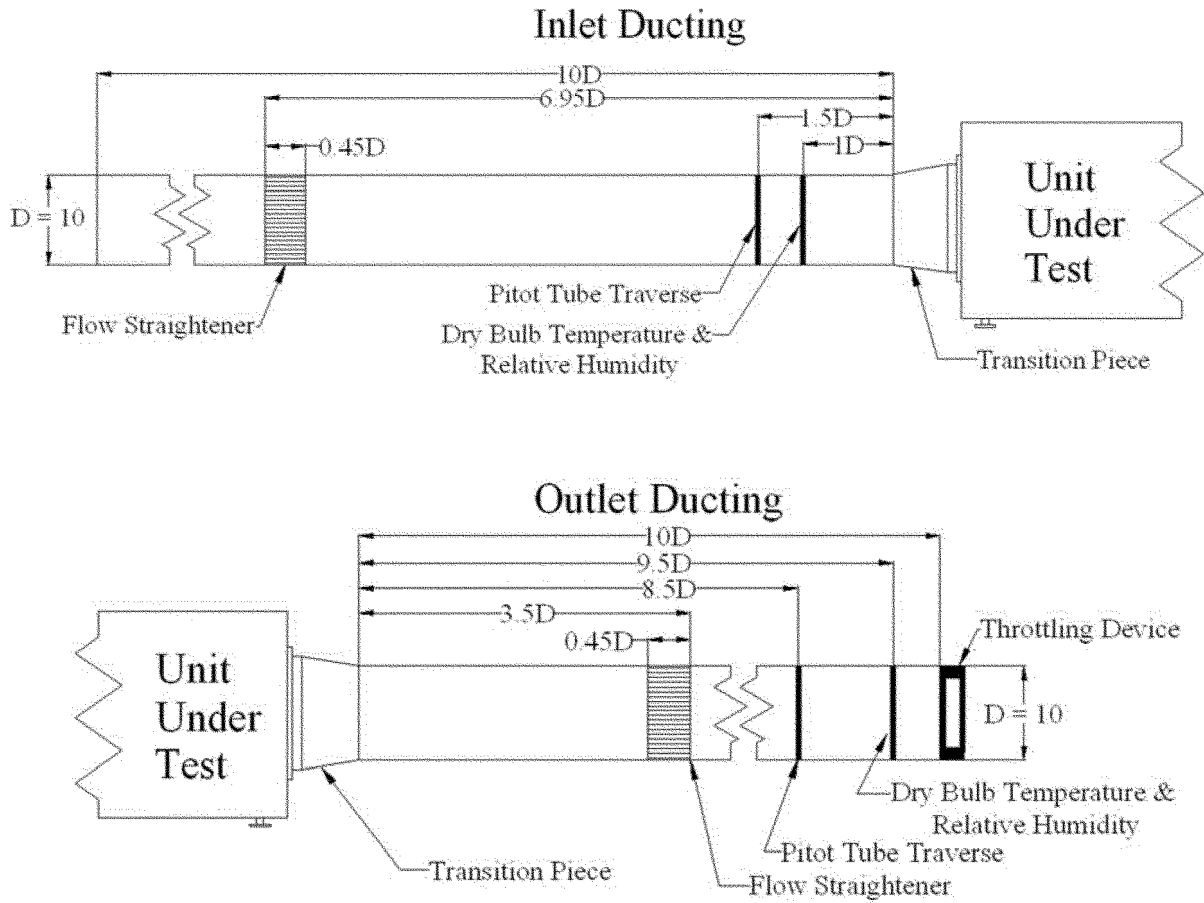 Inlet Ducting
10D
6.95D
1.5D
0.45D
1D
D = 10
Unit
Under
Test
Pitot Tube Traverse
Flow Straightener
Dry Bulb Temperature &
Relative Humidity
Transition Piece
Outlet Ducting
10D
9.5D
8.5D
3.5D
0.45D
Throttling Device
Unit
Under
Test
D = 10
Dry Bulb Temperature &
Relative Humidity
Pitot Tube Traverse
Transition Piece
Flow Straightener